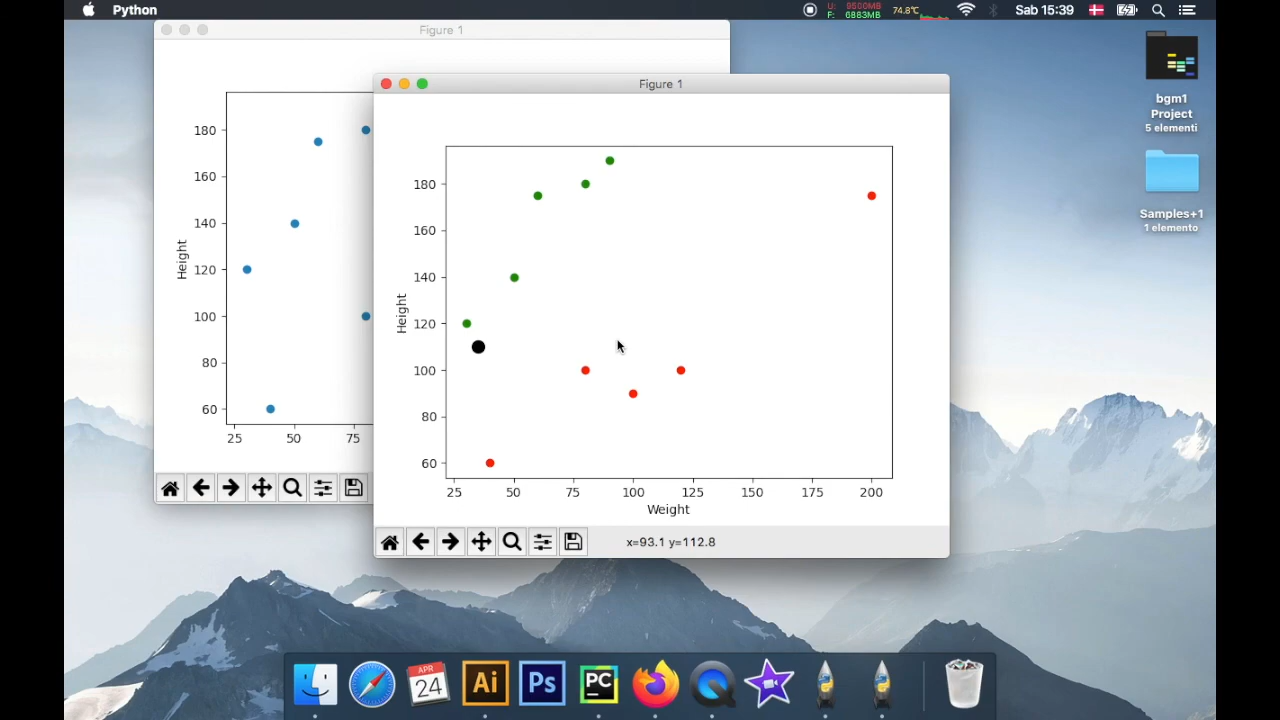 Python
U: 9500MB
F: 6883MB
74.8°C
Sab 15:39
Figure 1
180
160
140
120
100
80
60
Height
25 50 75
Figure 1
180
160
140
120
100
80
60
Height
25 50 75 100 125 150 175 200
Weight
x=93.1 y=112.8
bgm1
Project
5 elementi
Samples+1
1 elemento
APR
24
Ai
Ps
PC